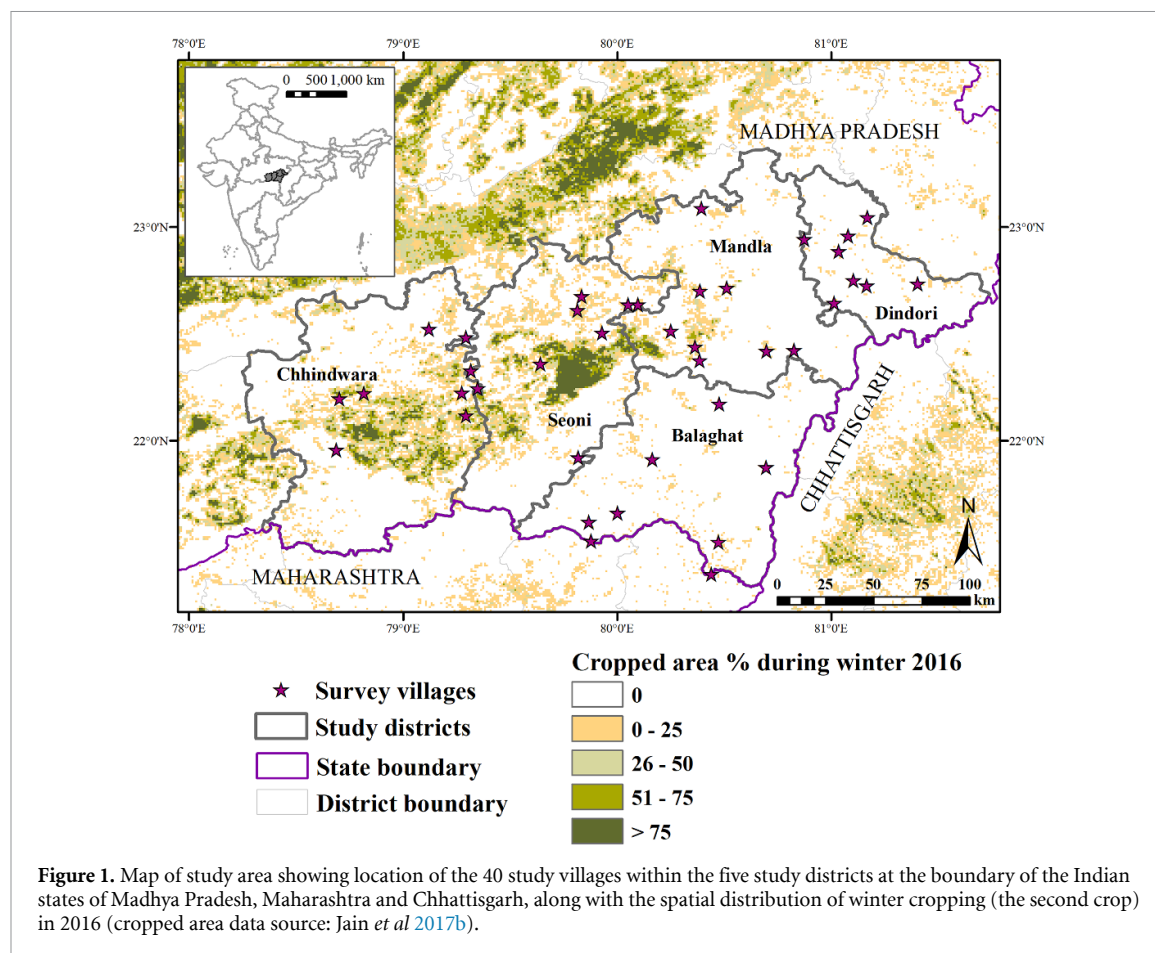 78°0'E 79°0'E 80°0'E 81°0'E
0 500 1,000 km
MADHYA PRADESH
23°0'N 23°0'N
Mandla
Dindori
Chhindwara
Seoni
Balaghat
22°0'N 22°0'N
CHHATTISGARH
N
MAHARASHTRA
0 25 50 75 100
km
78°0'E 79°0'E 80°0'E 81°0'E
Cropped area % during winter 2016
Survey villages
Study districts
State boundary
District boundary
0
0 - 25
26 - 50
51 - 75
> 75
Figure 1. Map of study area showing location of the 40 study villages within the five study districts at the boundary of the Indian
states of Madhya Pradesh, Maharashtra and Chhattisgarh, along with the spatial distribution of winter cropping (the second crop)
in 2016 (cropped area data source: Jain et al 2017b).